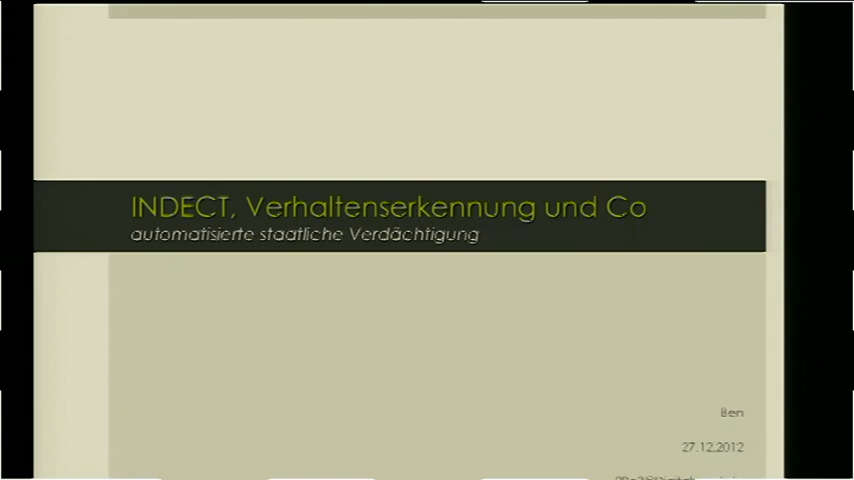 INDECT, Verhaltenserkennung und Co
automatisierte staatliche Verdächtigung
Ben
27.12.2012